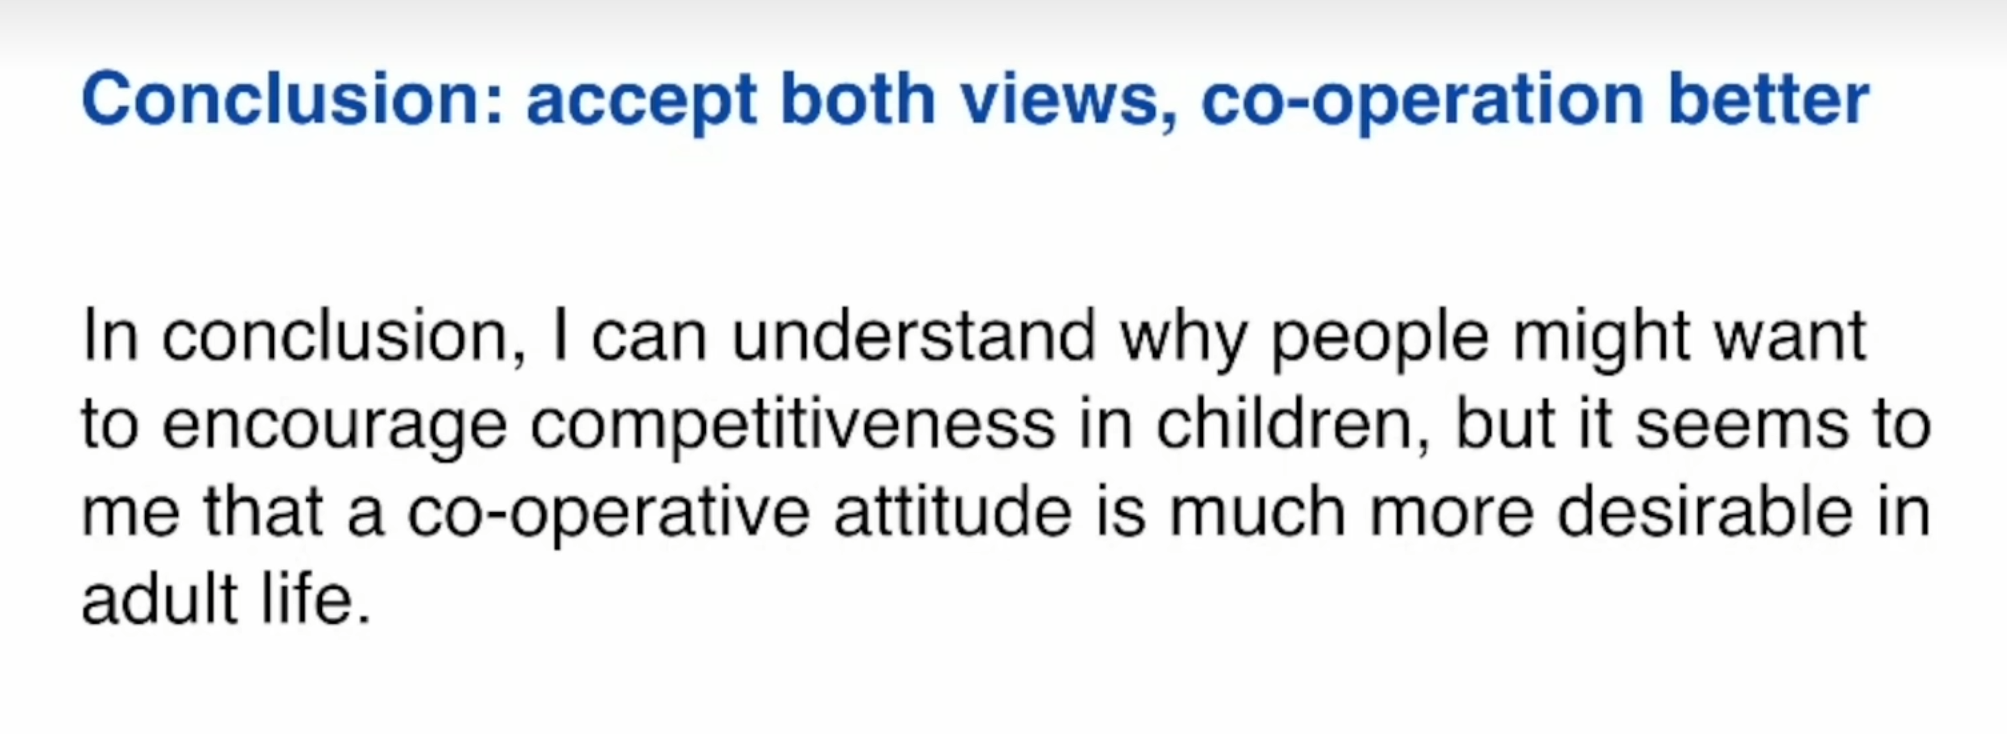 Conclusion: accept both views, co-operation better
In conclusion, I can understand why people might want
to encourage competitiveness in children, but it seems to
me that a co-operative attitude is much more desirable in
adult life.